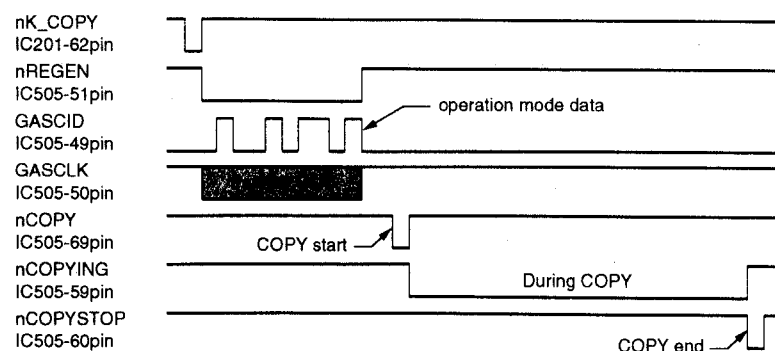 nK_COPY
IC201-62pin
nREGEN
IC505-51pin
operation mode data
GASCID
IC505-49pin
GASCLK
IC505-50pin
nCOPY
IC505-69pin
COPY start
nCOPYING
IC505-59pin
During COPY
nCOPYSTOP
IC505-60pin
COPY end